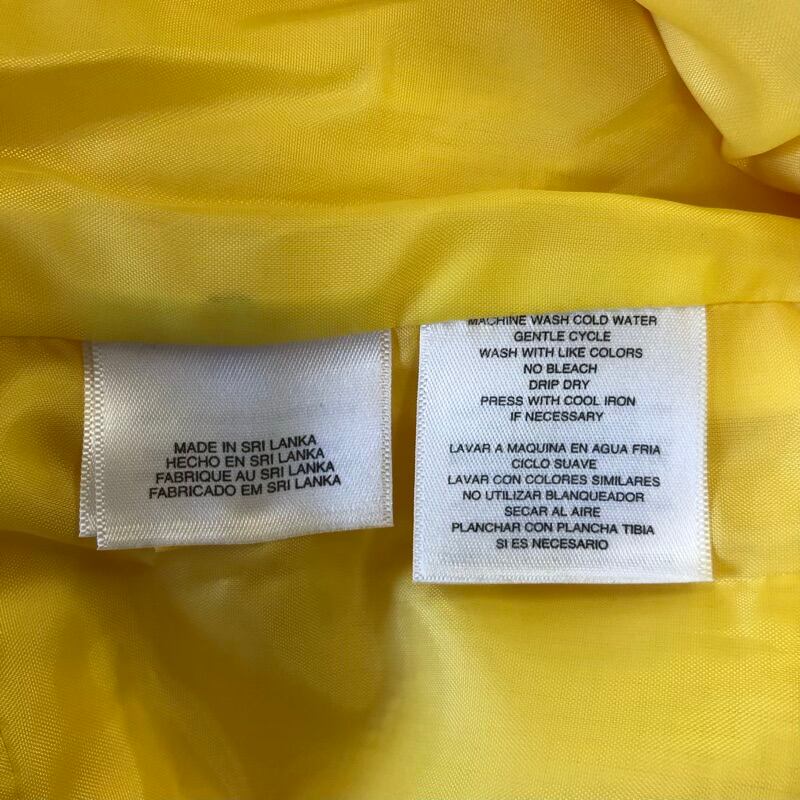 MADE IN SRI LANKA
HECHO EN SRI LANKA
FABRIQUE AU SRI LANKA
FABRICADO EM SRI LANKA
MACHINE WASH COLD WATER
GENTLE CYCLE
WASH WITH LIKE COLORS
NO BLEACH
DRIP DRY
PRESS WITH COOL IRON
IF NECESSARY
LAVAR A MAQUINA EN AGUA FRIA
CICLO SUAVE
LAVAR CON COLORES SIMILARES
NO UTILIZAR BLANQUEADOR
SECAR AL AIRE
PLANCHAR CON PLANCHA TIBIA
SI ES NECESARIO